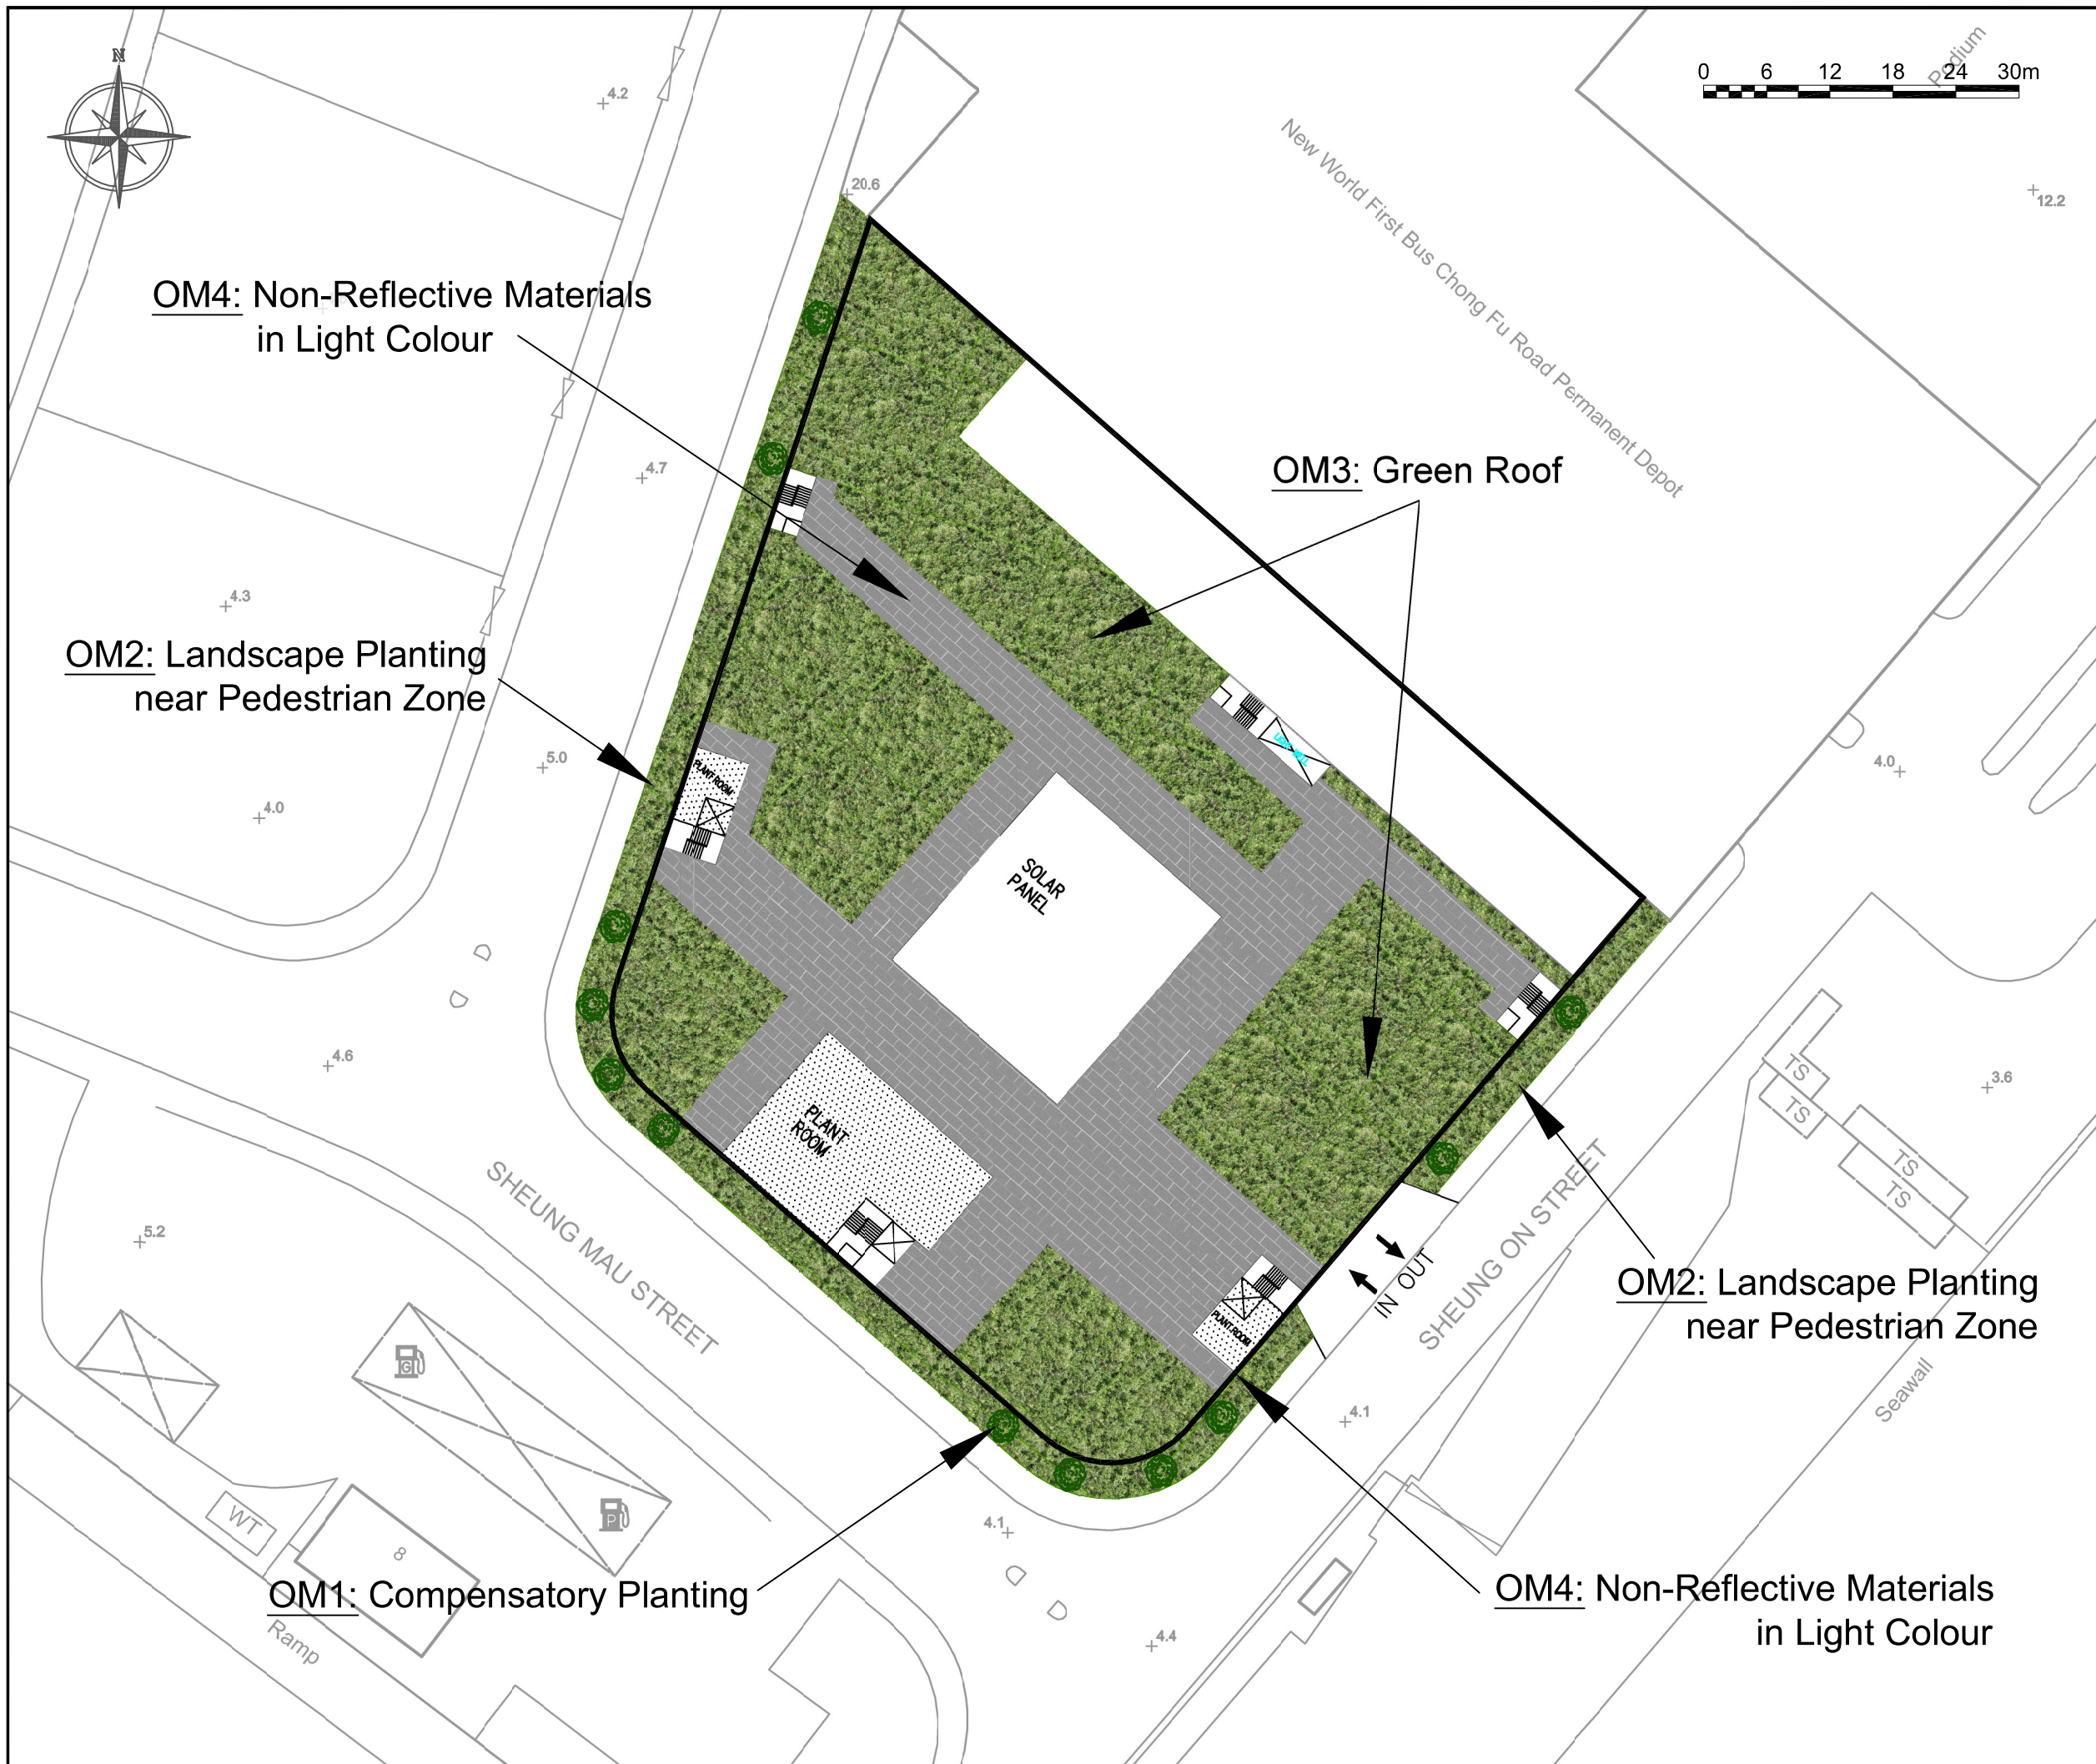 N
0 6 12 18 24 30m
Podium
4.2
20.6
12.2
New World First Bus Chong Fu Road Permanent Depot
OM4: Non-Reflective Materials
in Light Colour
4.7
OM3: Green Roof
4.3
OM2: Landscape Planting
near Pedestrian Zone
5.0
4.0
PLANT ROOM
LIGHT WELL
4.0
SOLAR
PANEL
4.6
PLANT
ROOM
TS
TS
TS
TS
3.6
5.2
SHEUNG MAU STREET
SHEUNG ON STREET
IN OUT
PLANT ROOM
OM2: Landscape Planting
near Pedestrian Zone
G
P
WT
8
Seawall
4.1
4.1
OM1: Compensatory Planting
OM4: Non-Reflective Materials
in Light Colour
Ramp
4.4